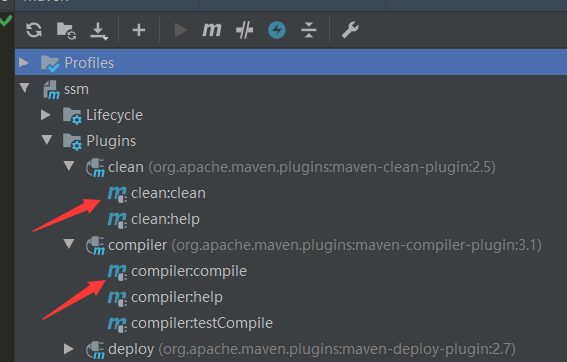 Profiles
ssm
Lifecycle
Plugins
clean (org.apache.maven.plugins:maven-clean-plugin:2.5)
clean:clean
clean:help
compiler (org.apache.maven.plugins:maven-compiler-plugin:3.1)
compiler:compile
compiler:help
compiler:testCompile
deploy (org.apache.maven.plugins:maven-deploy-plugin:2.7)